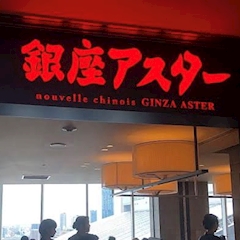 銀座アスター
nouvelle chinois GINZA ASTER